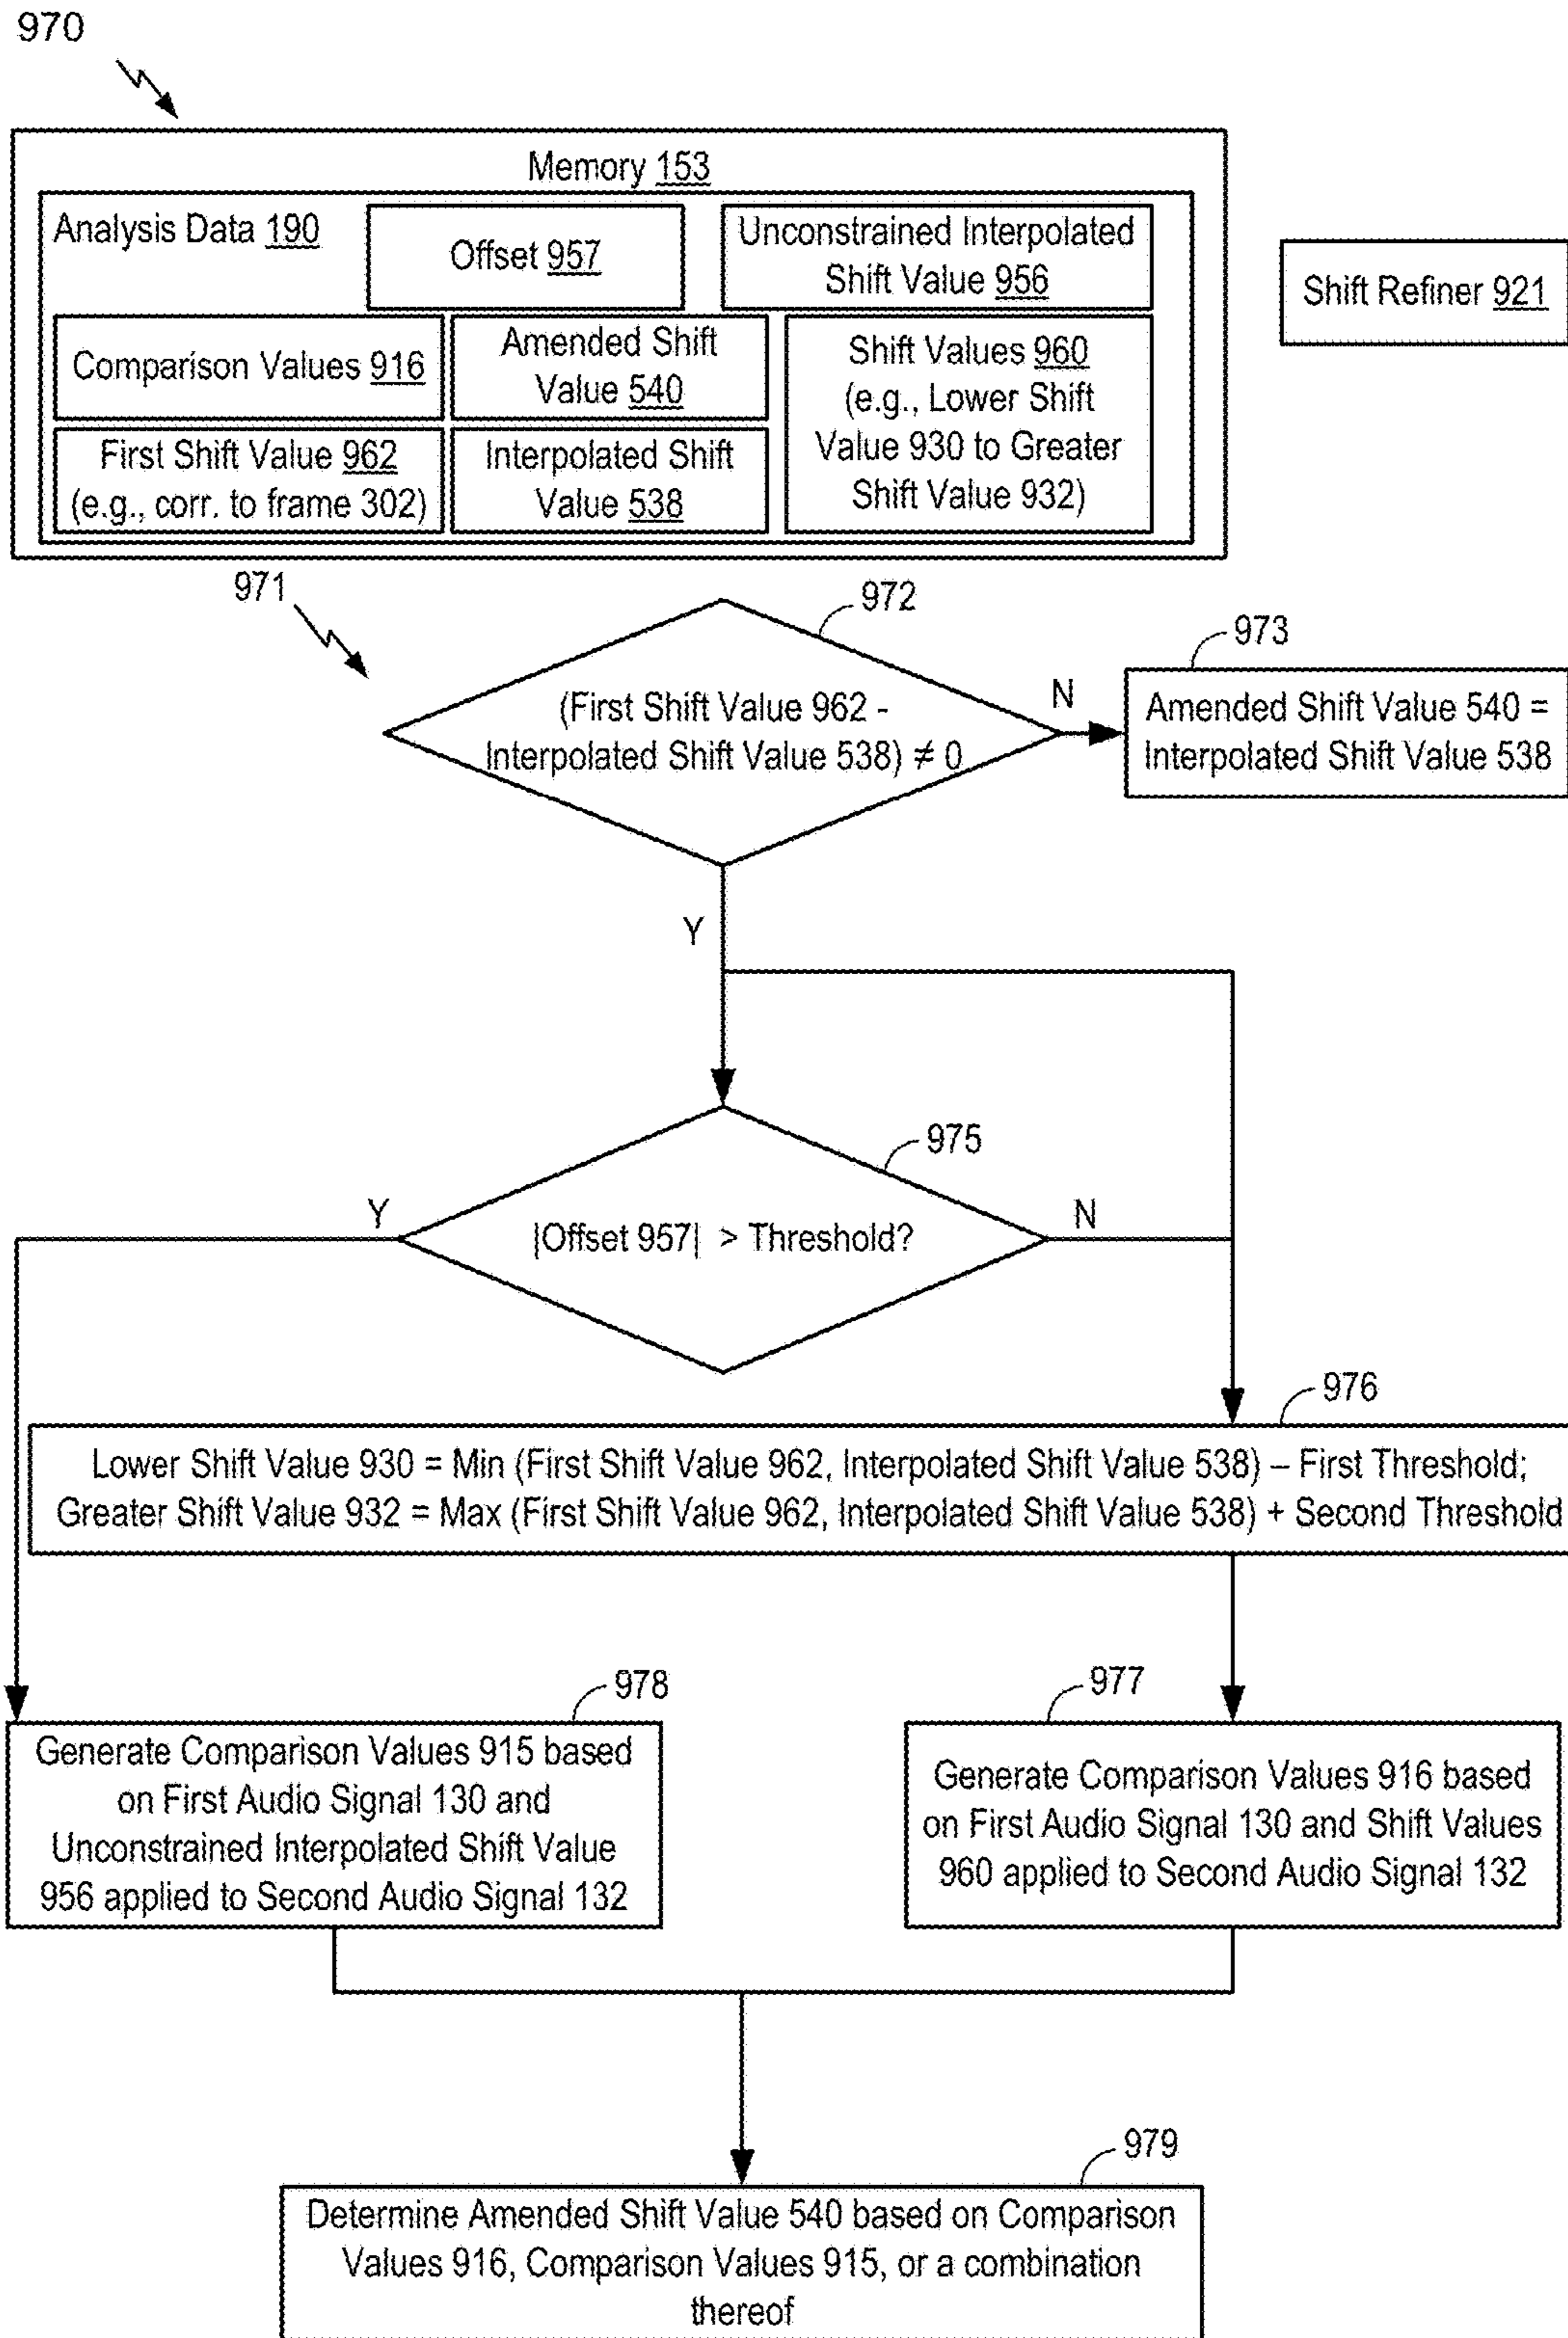 970
Memory 153
Analysis Data 190
Offset 957
Unconstrained Interpolated
Shift Value 956
Shift Refiner 921
Comparison Values 916
Amended Shift
Value 540
Shift Values 960
(e.g., Lower Shift
Value 930 to Greater
Shift Value 932)
First Shift Value 962
(e.g., corr. to frame 302)
Interpolated Shift
Value 538
971
972
973
(First Shift Value 962 -
Interpolated Shift Value 538) ≠ 0
N
Amended Shift Value 540 =
Interpolated Shift Value 538
Y
975
Y
|Offset 957| > Threshold?
N
976
Lower Shift Value 930 = Min (First Shift Value 962, Interpolated Shift Value 538) – First Threshold;
Greater Shift Value 932 = Max (First Shift Value 962, Interpolated Shift Value 538) + Second Threshold
978
977
Generate Comparison Values 915 based
on First Audio Signal 130 and
Unconstrained Interpolated Shift Value
956 applied to Second Audio Signal 132
Generate Comparison Values 916 based
on First Audio Signal 130 and Shift Values
960 applied to Second Audio Signal 132
979
Determine Amended Shift Value 540 based on Comparison
Values 916, Comparison Values 915, or a combination
thereof